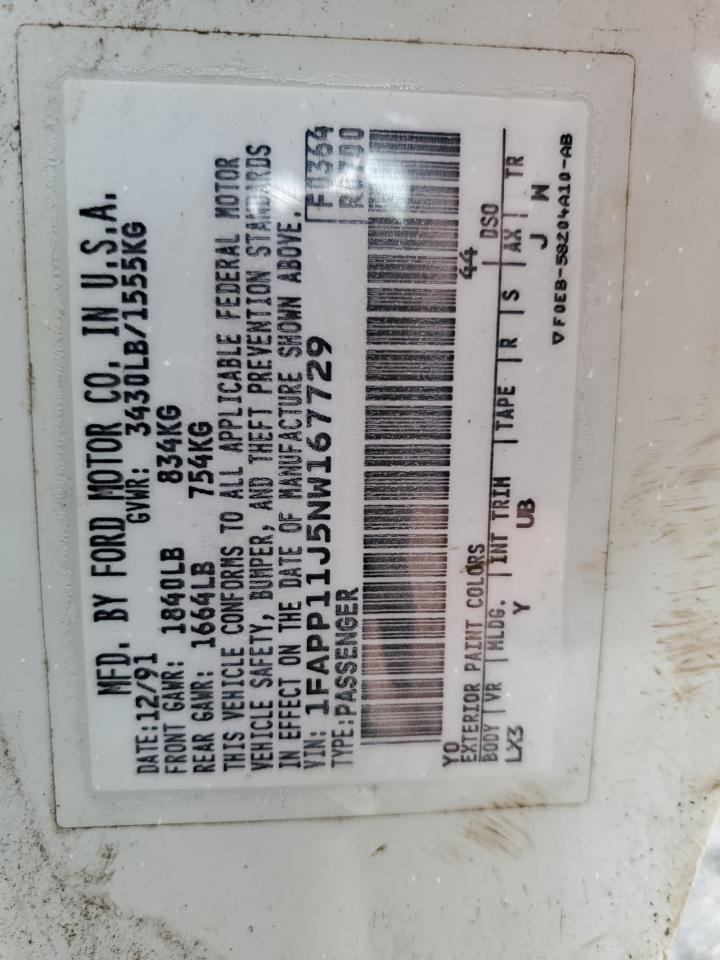 MFD. BY FORD MOTOR CO. IN U.S.A.
DATE: 12/91 GVWR: 3430LB/1555KG
FRONT GAWR: 1840LB 834KG
REAR GAWR: 1664LB 754KG
THIS VEHICLE CONFORMS TO ALL APPLICABLE FEDERAL MOTOR
VEHICLE SAFETY, BUMPER, AND THEFT PREVENTION STANDARDS
IN EFFECT ON THE DATE OF MANUFACTURE SHOWN ABOVE.
VIN: 1FAPP11J5NW167729 F0364
TYPE: PASSENGER
YO 44
EXTERIOR PAINT COLORS DSO
BODY VR MLDG. INT TRIM TAPE R S AX TR
LX3 Y UB J W
▽ F0EB-58204A10-AB